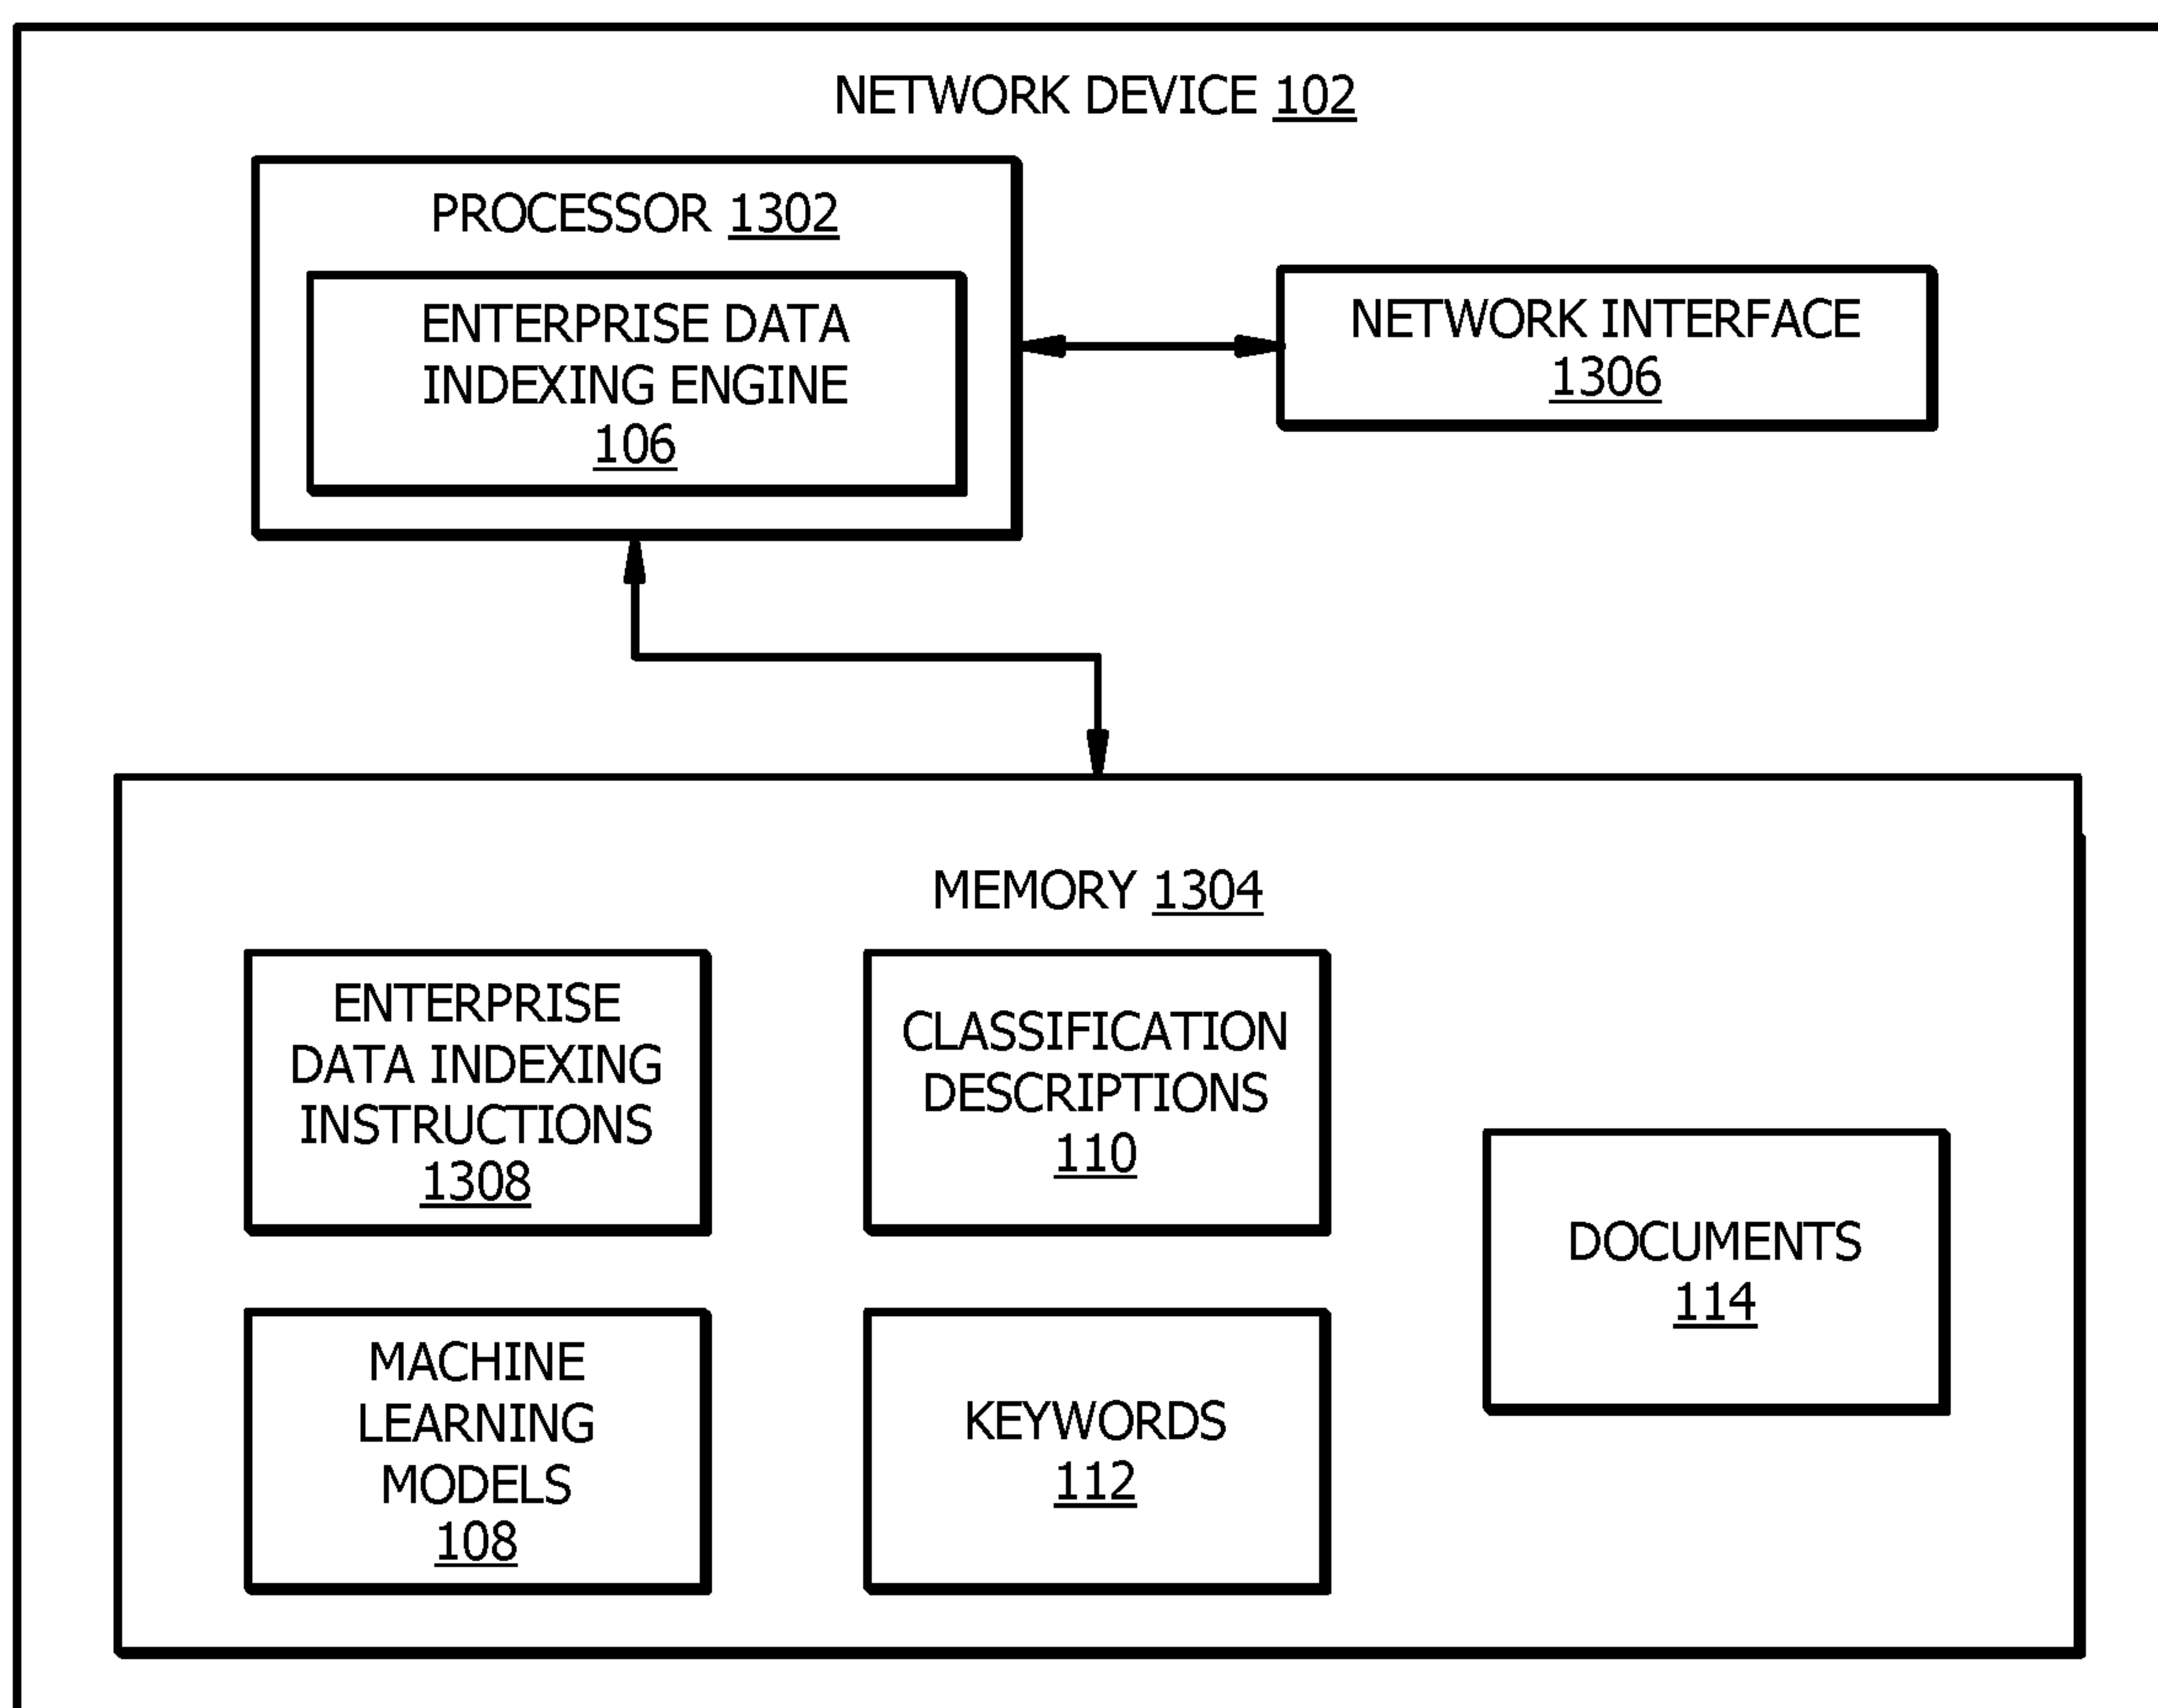 NETWORK DEVICE 102
PROCESSOR 1302
ENTERPRISE DATA
INDEXING ENGINE
106
NETWORK INTERFACE
1306
MEMORY 1304
ENTERPRISE
DATA INDEXING
INSTRUCTIONS
1308
CLASSIFICATION
DESCRIPTIONS
110
DOCUMENTS
114
MACHINE
LEARNING
MODELS
108
KEYWORDS
112